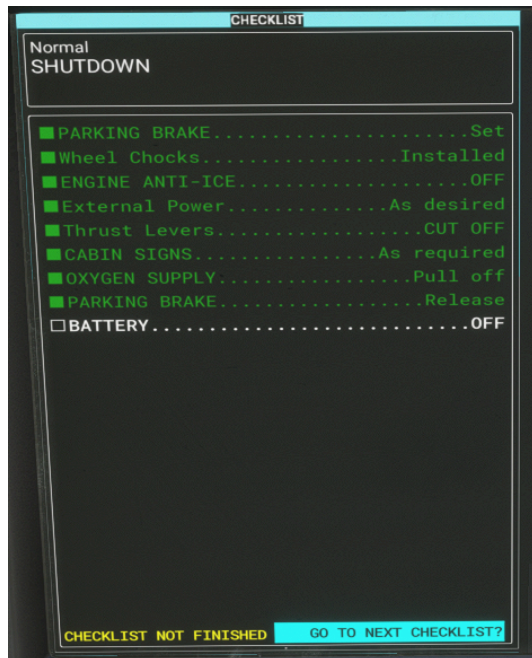 CHECKLIST
Normal
SHUTDOWN
PARKING BRAKE......................Set
Wheel Chocks.................Installed
ENGINE ANTI-ICE....................OFF
External Power..............As desired
Thrust Levers..................CUT OFF
CABIN SIGNS................As required
OXYGEN SUPPLY.................Pull off
PARKING BRAKE..................Release
BATTERY............................OFF
CHECKLIST NOT FINISHED GO TO NEXT CHECKLIST?